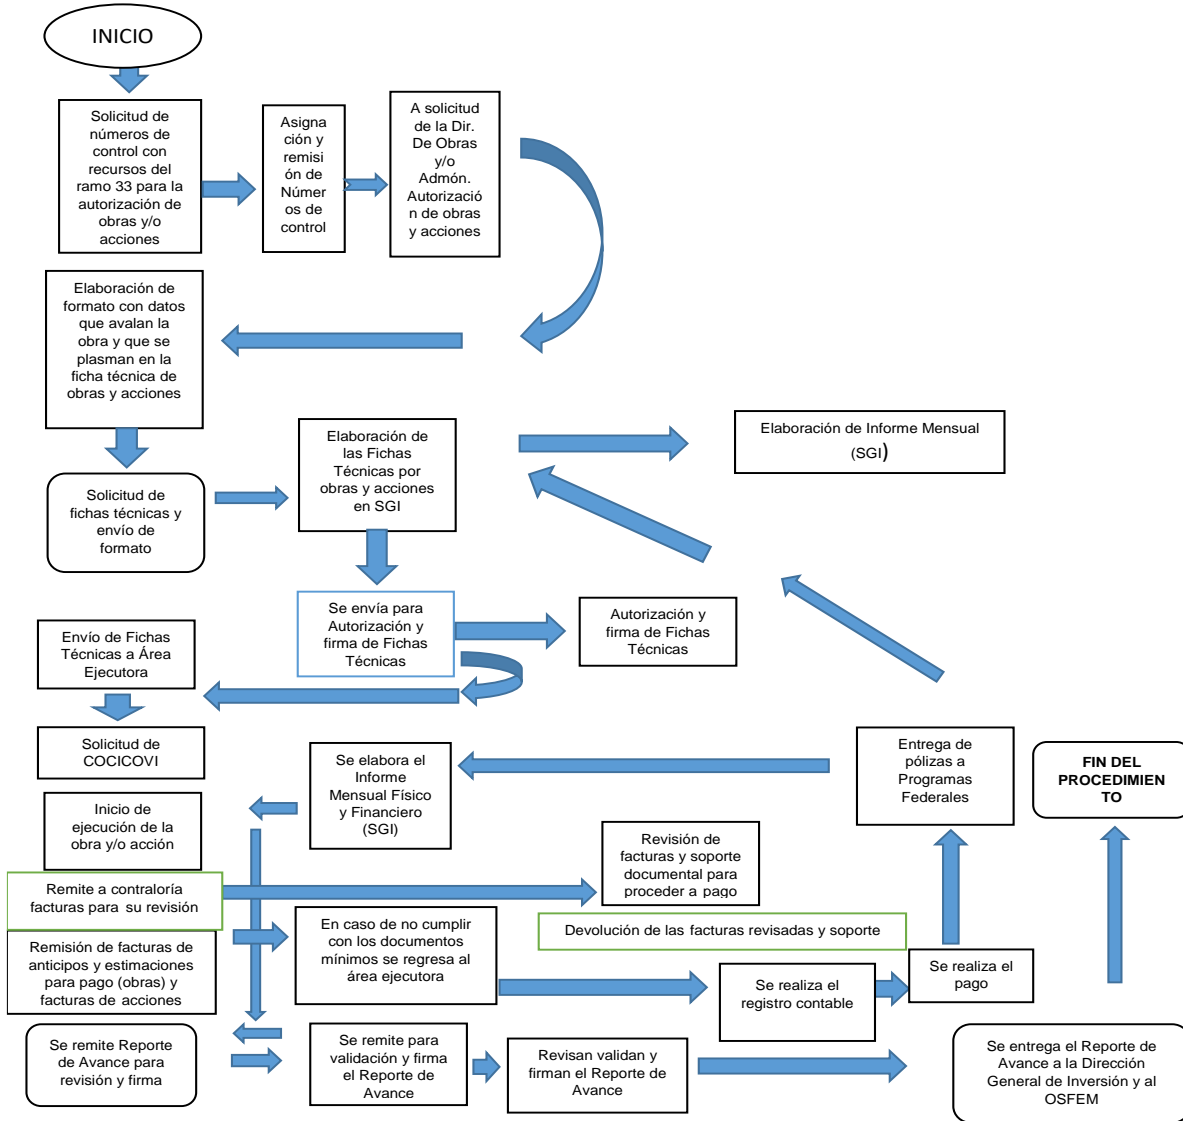 INICIO
Solicitud de
números de
control con
recursos del
ramo 33 para la
autorización de
obras y/o
acciones
Asigna
ción y
remisi
ón de
Númer
os de
control
A solicitud
de la Dir.
De Obras
y/o
Admón.
Autorizació
n de obras
y acciones
Elaboración de
formato con datos
que avalan la
obra y que se
plasman en la
ficha técnica de
obras y acciones
Elaboración de
las Fichas
Técnicas por
obras y acciones
en SGI
Elaboración de Informe Mensual
(SGI)
Solicitud de
fichas técnicas y
envío de
formato
Se envía para
Autorización y
firma de Fichas
Técnicas
Autorización y
firma de Fichas
Técnicas
Envío de Fichas
Técnicas a Área
Ejecutora
Solicitud de
COCICOVI
Se elabora el
Informe
Mensual Físico
y Financiero
(SGI)
Entrega de
pólizas a
Programas
Federales
FIN DEL
PROCEDIMIEN
TO
Inicio de
ejecución de la
obra y/o acción
Revisión de
facturas y soporte
documental para
proceder a pago
Remite a contraloría
facturas para su revisión
En caso de no cumplir
con los documentos
mínimos se regresa al
área ejecutora
Devolución de las facturas revisadas y soporte
Remisión de facturas de
anticipos y estimaciones
para pago (obras) y
facturas de acciones
Se realiza el
registro contable
Se realiza el
pago
Se remite Reporte
de Avance para
revisión y firma
Se remite para
validación y firma
el Reporte de
Avance
Revisan validan y
firman el Reporte de
Avance
Se entrega el Reporte de
Avance a la Dirección
General de Inversión y al
OSFEM